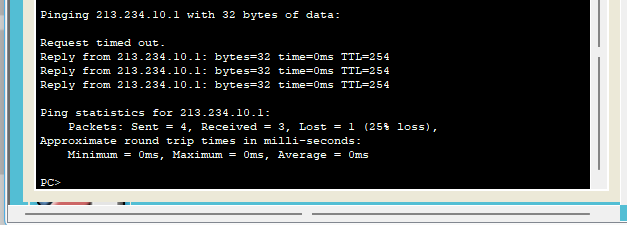 Pinging 213.234.10.1 with 32 bytes of data:
Request timed out.
Reply from 213.234.10.1: bytes=32 time=0ms TTL=254
Reply from 213.234.10.1: bytes=32 time=0ms TTL=254
Reply from 213.234.10.1: bytes=32 time=0ms TTL=254
Ping statistics for 213.234.10.1:
Packets: Sent = 4, Received = 3, Lost = 1 (25% loss),
Approximate round trip times in milli-seconds:
Minimum = 0ms, Maximum = 0ms, Average = 0ms
PC>